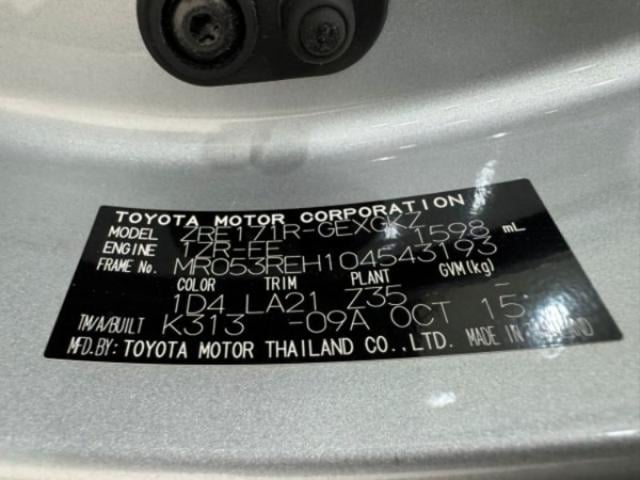 TOYOTA MOTOR CORPORATION
MODEL ZRE171R-GEXGKZ
ENGINE 1ZR-FE 1598 mL
FRAME No. MR053REH104543193
COLOR TRIM PLANT GVM(kg)
1D4 LA21 Z35
TM/A/BUILT K313 -09A OCT 15
MFD.BY: TOYOTA MOTOR THAILAND CO.,LTD. MADE IN THAILAND